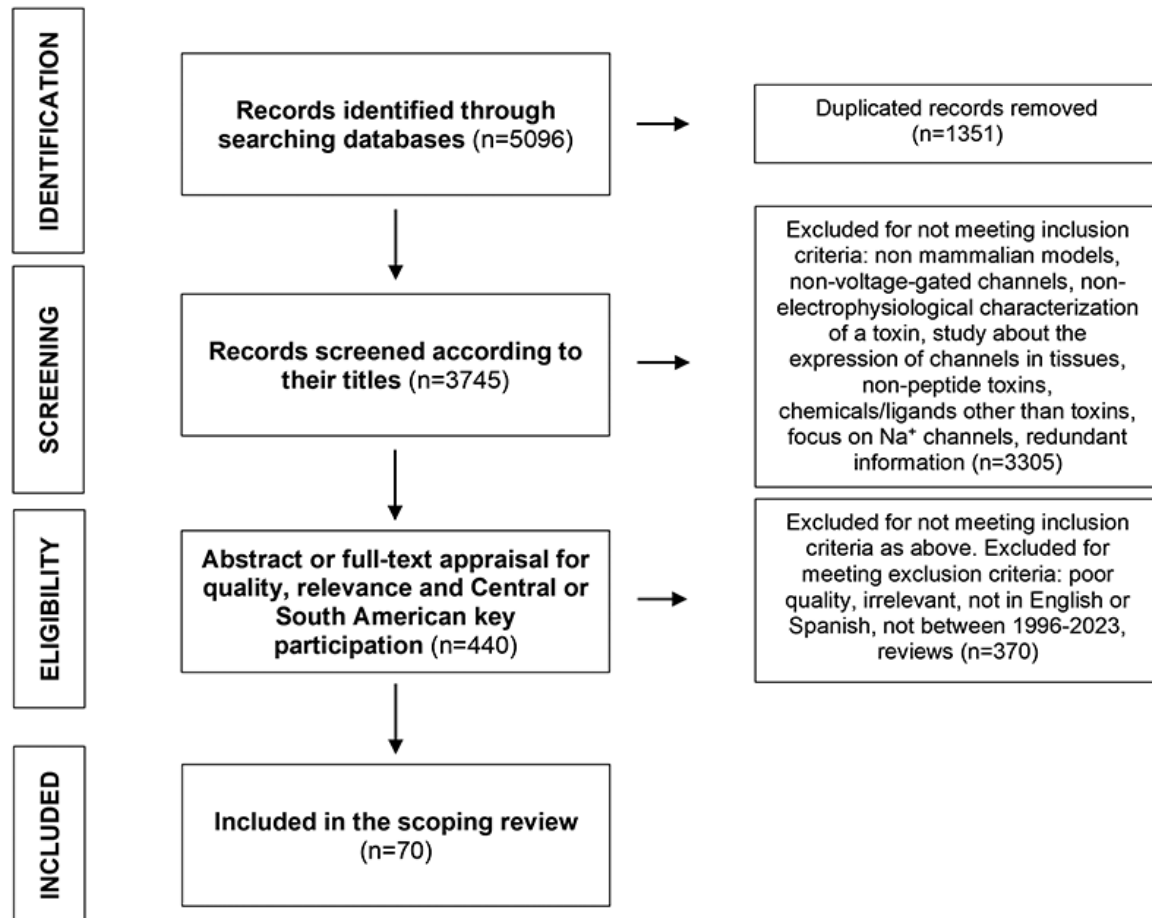 IDENTIFICATION
Records identified through
searching databases (n=5096)
Duplicated records removed
(n=1351)
SCREENING
Records screened according to
their titles (n=3745)
Excluded for not meeting inclusion
criteria: non mammalian models,
non-voltage-gated channels, non-
electrophysiological characterization
of a toxin, study about the
expression of channels in tissues,
non-peptide toxins,
chemicals/ligands other than toxins,
focus on Na⁺ channels, redundant
information (n=3305)
ELIGIBILITY
Abstract or full-text appraisal for
quality, relevance and Central or
South American key
participation (n=440)
Excluded for not meeting inclusion
criteria as above. Excluded for
meeting exclusion criteria: poor
quality, irrelevant, not in English or
Spanish, not between 1996-2023,
reviews (n=370)
INCLUDED
Included in the scoping review
(n=70)